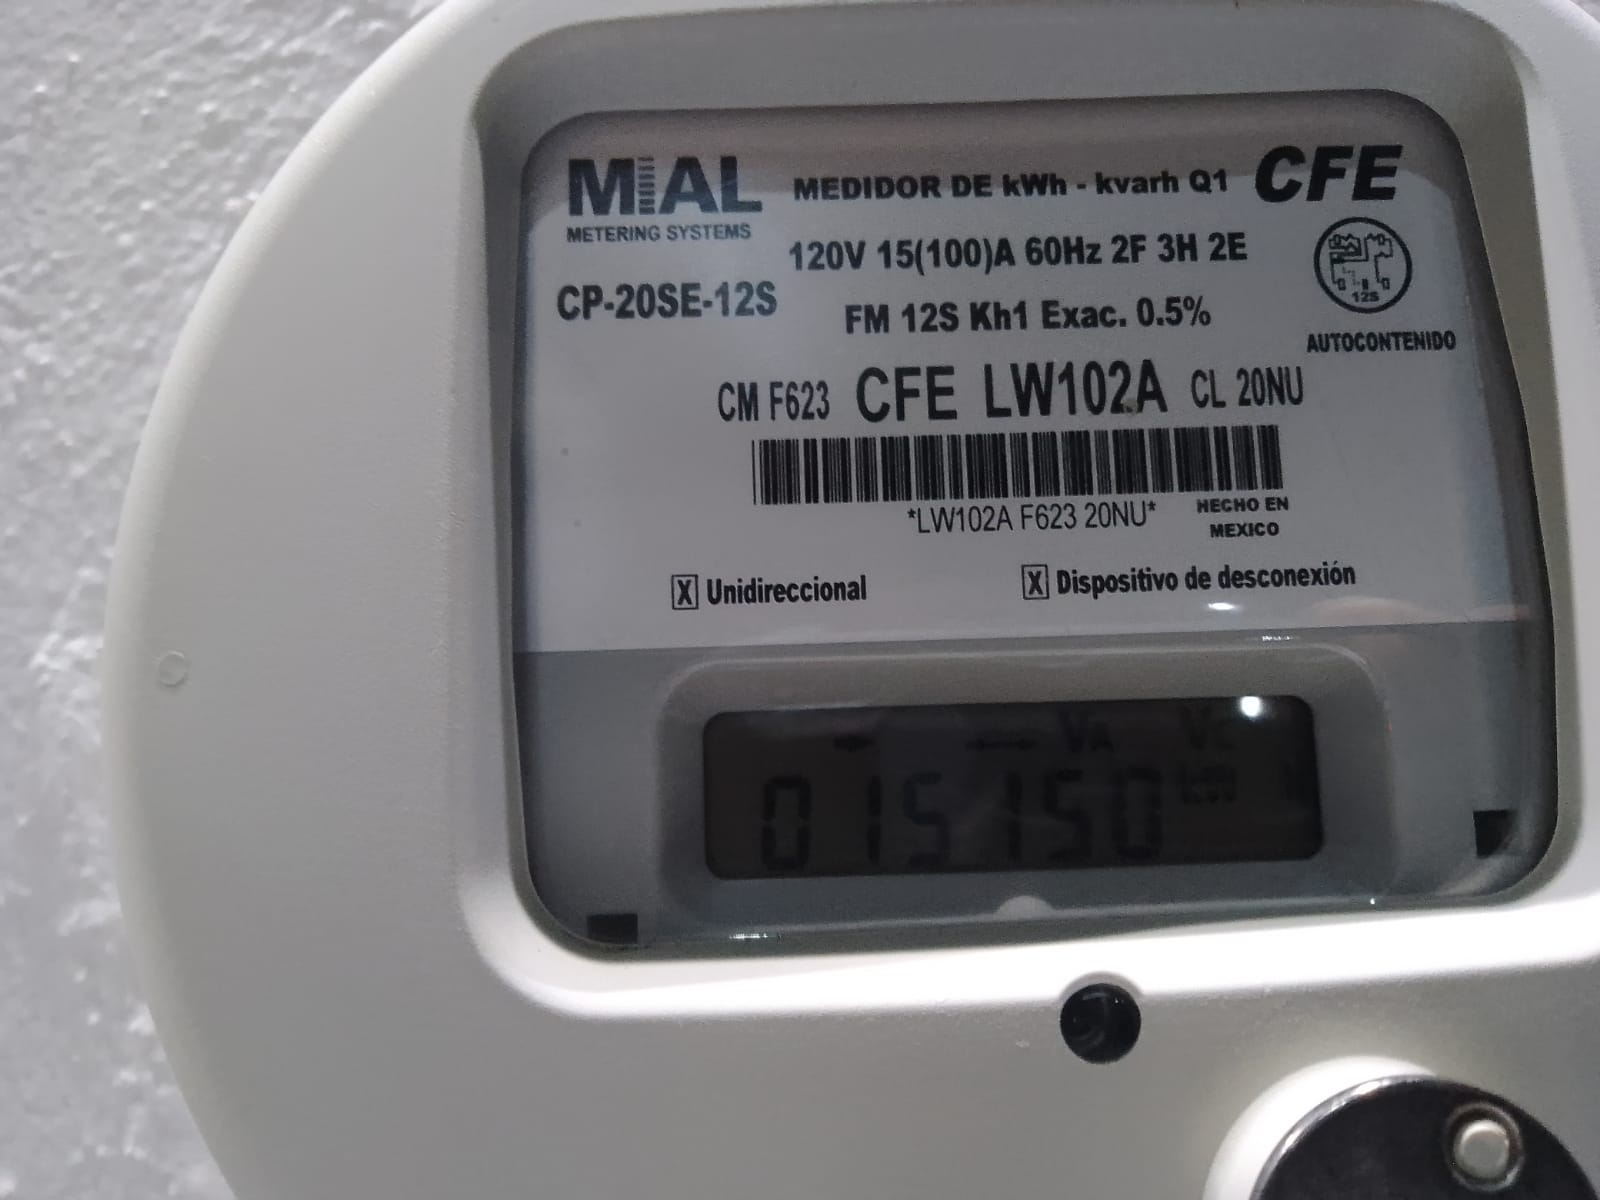 MIAL MEDIDOR DE kWh - kvarh Q1 CFE
METERING SYSTEMS
120V 15(100)A 60Hz 2F 3H 2E
CP-20SE-12S
FM 12S Kh1 Exac. 0.5%
12S
AUTOCONTENIDO
CM F623 CFE LW102A CL 20NU
*LW102A F623 20NU*
HECHO EN
MEXICO
X Unidireccional
X Dispositivo de desconexión
VA
015150